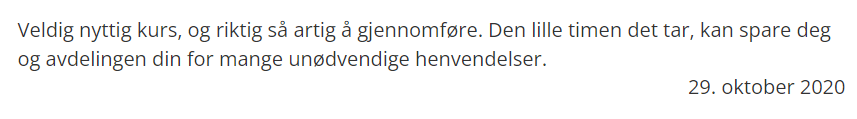 Veldig nyttig kurs, og riktig så artig å gjennomføre. Den lille timen det tar, kan spare deg
og avdelingen din for mange unødvendige henvendelser.
29. oktober 2020